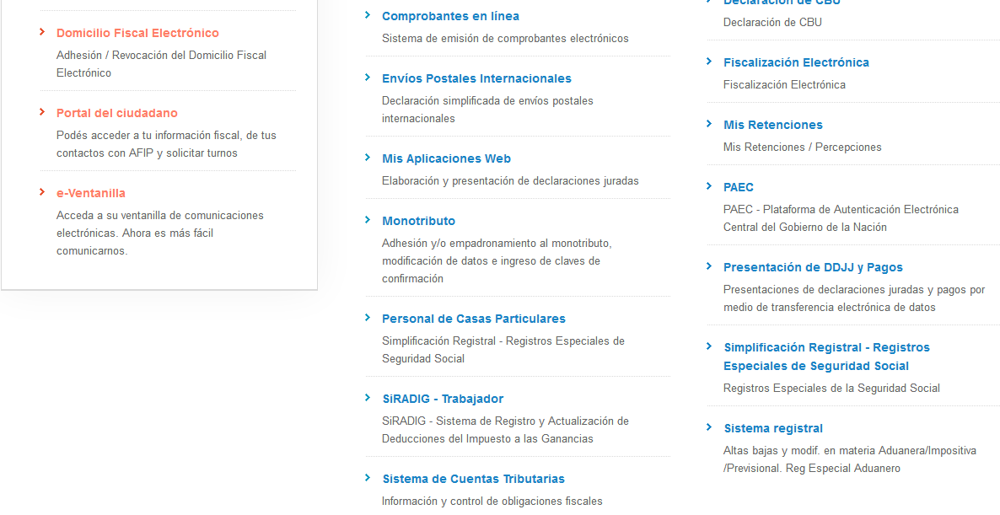 Domicilio Fiscal Electrónico
Adhesión / Revocación del Domicilio Fiscal
Electrónico
Portal del ciudadano
Podés acceder a tu información fiscal, de tus
contactos con AFIP y solicitar turnos
e-Ventanilla
Acceda a su ventanilla de comunicaciones
electrónicas. Ahora es más fácil
comunicarnos.
Comprobantes en línea
Sistema de emisión de comprobantes electrónicos
Envíos Postales Internacionales
Declaración simplificada de envíos postales
internacionales
Mis Aplicaciones Web
Elaboración y presentación de declaraciones juradas
Monotributo
Adhesión y/o empadronamiento al monotributo,
modificación de datos e ingreso de claves de
confirmación
Personal de Casas Particulares
Simplificación Registral - Registros Especiales de
Seguridad Social
SiRADIG - Trabajador
SiRADIG - Sistema de Registro y Actualización de
Deducciones del Impuesto a las Ganancias
Sistema de Cuentas Tributarias
Información y control de obligaciones fiscales
Declaración de CBU
Declaración de CBU
Fiscalización Electrónica
Fiscalización Electrónica
Mis Retenciones
Mis Retenciones / Percepciones
PAEC
PAEC - Plataforma de Autenticación Electrónica
Central del Gobierno de la Nación
Presentación de DDJJ y Pagos
Presentaciones de declaraciones juradas y pagos por
medio de transferencia electrónica de datos
Simplificación Registral - Registros
Especiales de Seguridad Social
Registros Especiales de la Seguridad Social
Sistema registral
Altas bajas y modif. en materia Aduanera/Impositiva
/Previsional. Reg Especial Aduanero